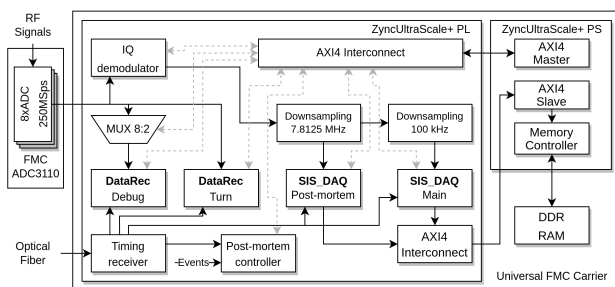 RF
Signals
ZyncUltraScale+ PL
ZyncUltraScale+ PS
IQ
demodulator
AXI4 Interconnect
AXI4
Master
8xADC
250MSps
AXI4
Slave
MUX 8:2
Downsampling
7.8125 MHz
Downsampling
100 kHz
Memory
Controller
FMC
ADC3110
DataRec
Debug
DataRec
Turn
SIS_DAQ
Post-mortem
SIS_DAQ
Main
Optical
Fiber
Timing
receiver
Post-mortem
controller
Events
AXI4
Interconnect
DDR
RAM
Universal FMC Carrier